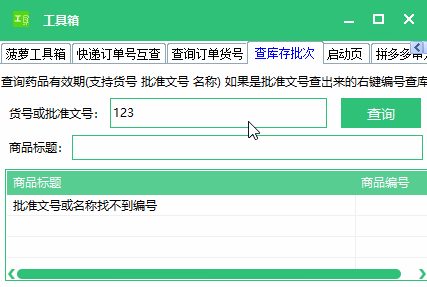 工具箱
菠萝工具箱 快递订单号互查 查询订单货号 查库存批次 启动页 拼多多审
查询药品有效期(支持货号 批准文号 名称) 如果是批准文号查出来的右键编号查库
货号或批准文号： 123 查询
商品标题：
商品标题 商品编号
批准文号或名称找不到编号